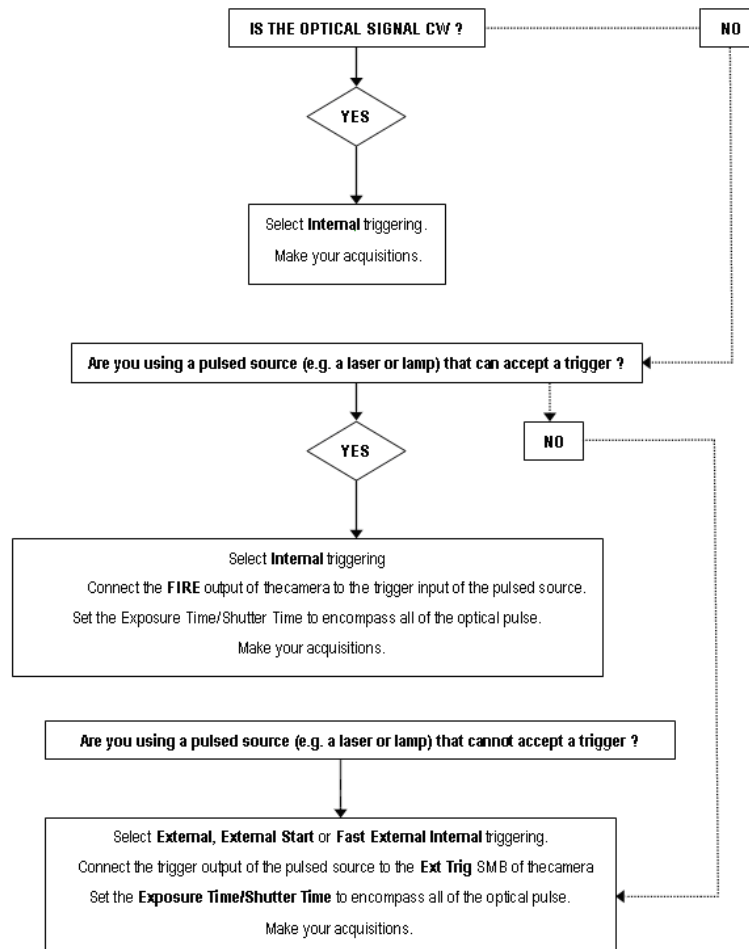 IS THE OPTICAL SIGNAL CW ?
NO
YES
Select Internal triggering.
Make your acquisitions.
Are you using a pulsed source (e.g. a laser or lamp) that can accept a trigger ?
YES
NO
Select Internal triggering
Connect the FIRE output of thecamera to the trigger input of the pulsed source.
Set the Exposure Time/Shutter Time to encompass all of the optical pulse.
Make your acquisitions.
Are you using a pulsed source (e.g. a laser or lamp) that cannot accept a trigger ?
Select External, External Start or Fast External Internal triggering.
Connect the trigger output of the pulsed source to the Ext Trig SMB of thecamera
Set the Exposure Time/Shutter Time to encompass all of the optical pulse.
Make your acquisitions.